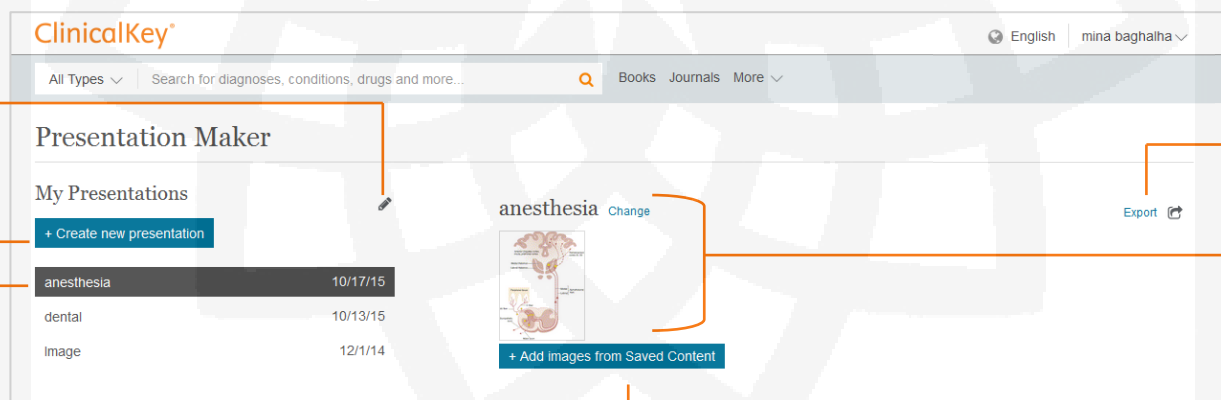 ClinicalKey®
English mina baghalha
All Types Search for diagnoses, conditions, drugs and more... Books Journals More
Presentation Maker
My Presentations
anesthesia Change
Export
+ Create new presentation
anesthesia 10/17/15
dental 10/13/15
Image 12/1/14
+ Add images from Saved Content